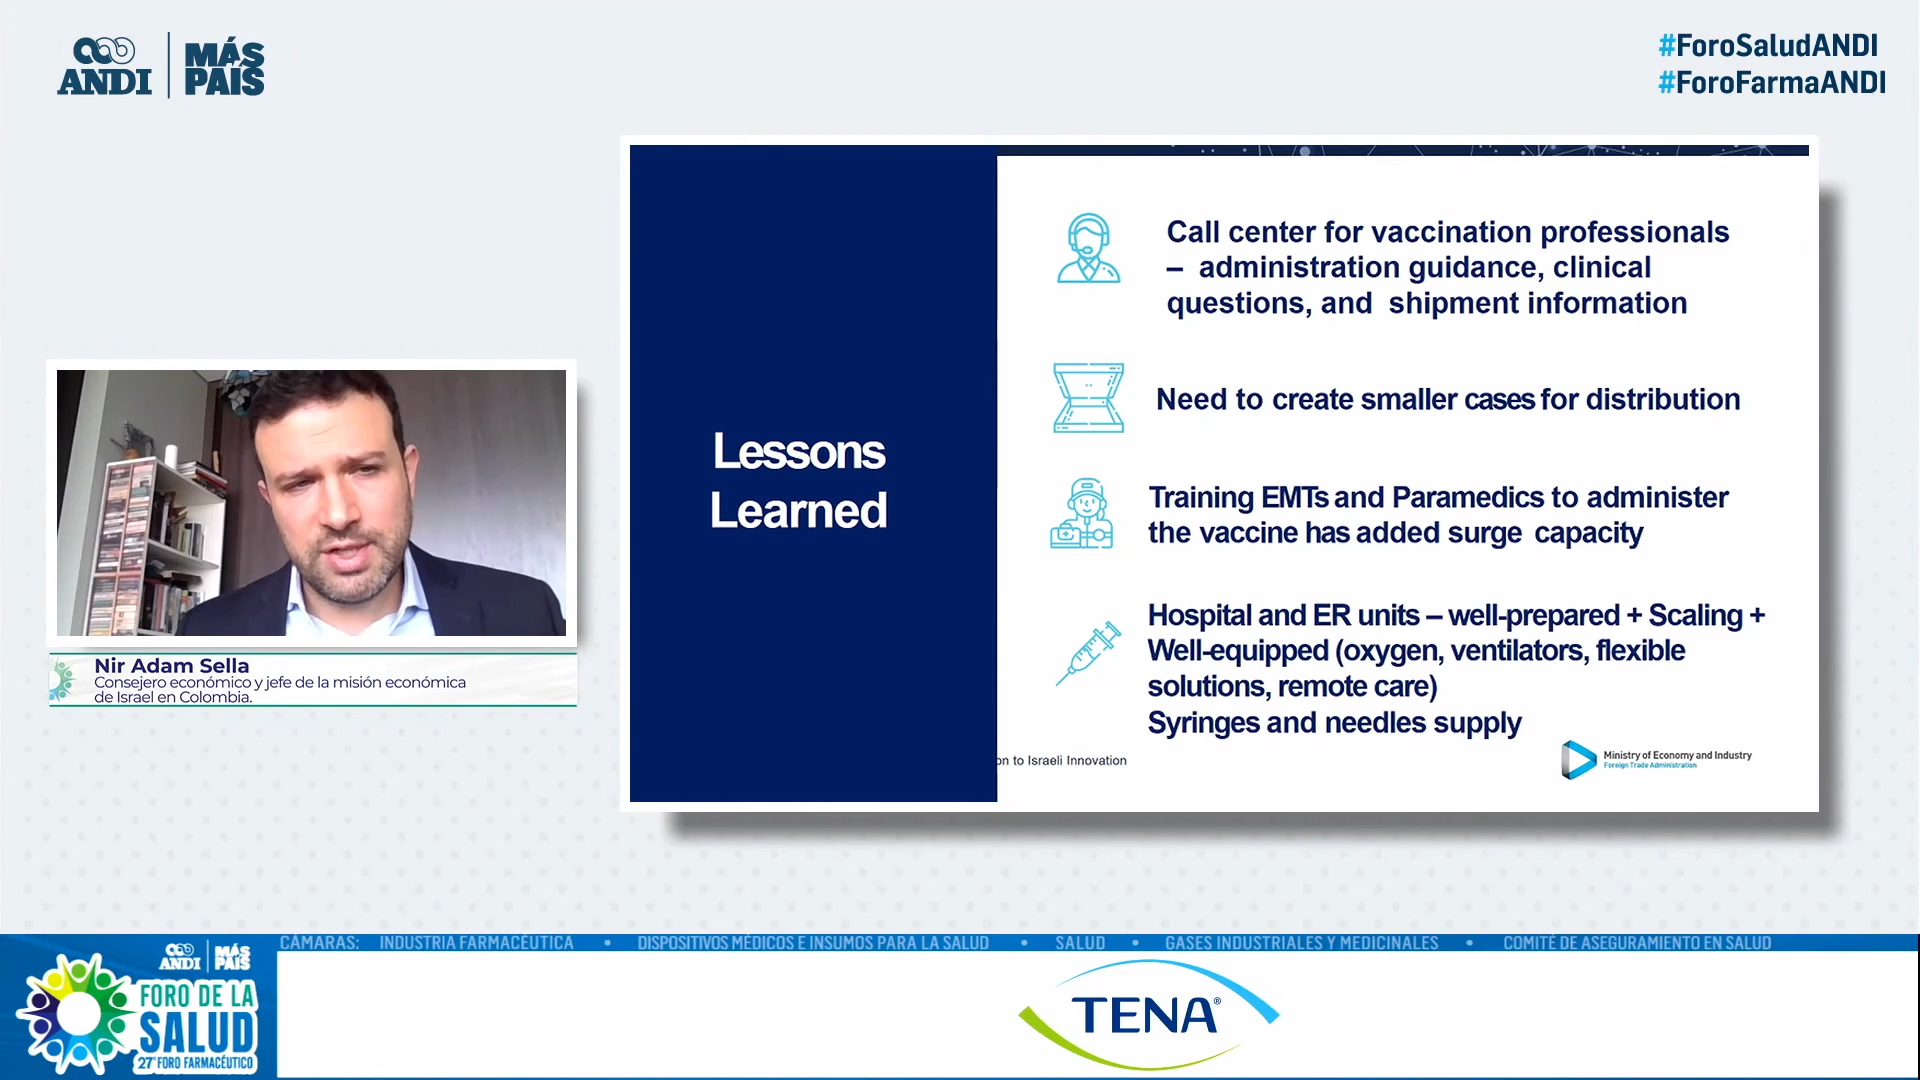 ANDI
MÁS
PAÍS
#ForoSaludANDI
#ForoFarmaANDI
Lessons
Learned
Call center for vaccination professionals
– administration guidance, clinical
questions, and shipment information
Need to create smaller cases for distribution
Training EMTs and Paramedics to administer
the vaccine has added surge capacity
Hospital and ER units – well-prepared + Scaling +
Well-equipped (oxygen, ventilators, flexible
solutions, remote care)
Syringes and needles supply
on to Israeli Innovation
Ministry of Economy and Industry
Foreign Trade Administration
Nir Adam Sella
Consejero económico y jefe de la misión económica
de Israel en Colombia.
CÁMARAS: INDUSTRIA FARMACÉUTICA • DISPOSITIVOS MÉDICOS E INSUMOS PARA LA SALUD • SALUD • GASES INDUSTRIALES Y MEDICINALES • COMITÉ DE ASEGURAMIENTO EN SALUD
ANDI
MÁS
PAÍS
FORO DE LA
SALUD
27° FORO FARMACÉUTICO
TENA®